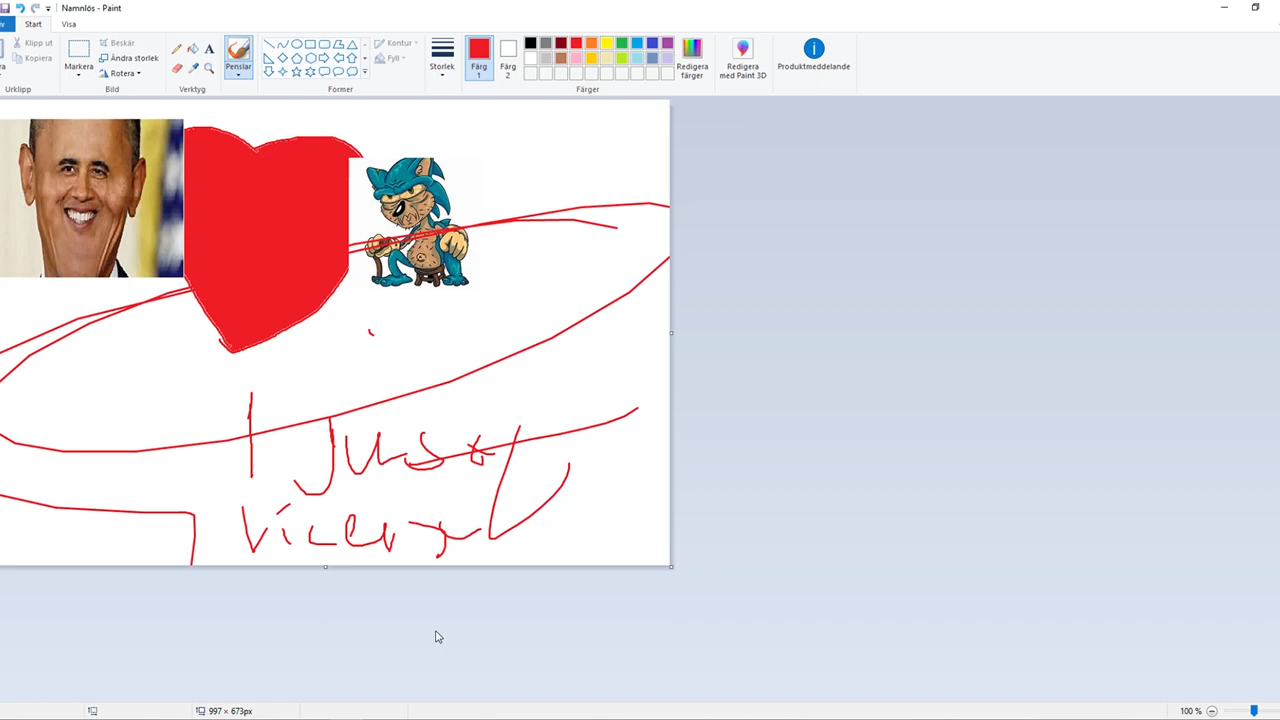 Namnlös - Paint
Start Visa
Klipp ut
Kopiera
Urklipp
Markera
Beskär
Ändra storlek
Rotera
Bild
A
Verktyg
Penslar
Kontur
Fyll
Former
Storlek
Färg 1
Färg 2
Redigera färger
Färger
Redigera med Paint 3D
Produktmeddelande
I Just
997 × 673px
100 %